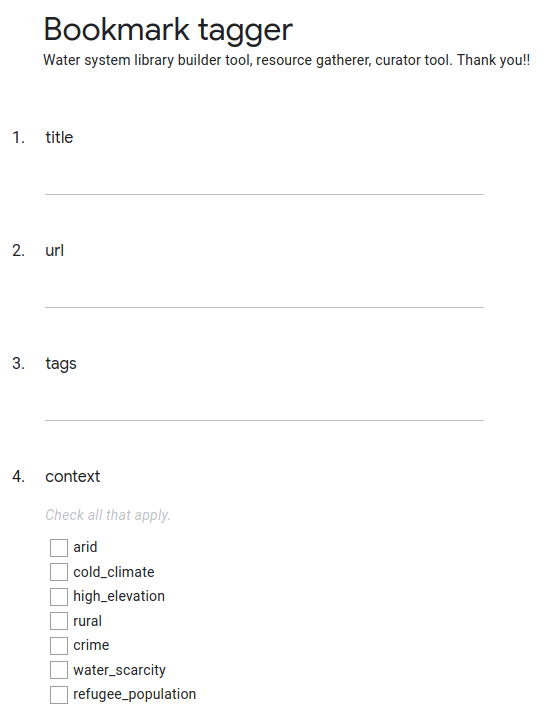 Bookmark tagger
Water system library builder tool, resource gatherer, curator tool. Thank you!!
1. title
2. url
3. tags
4. context
Check all that apply.
arid
cold_climate
high_elevation
rural
crime
water_scarcity
refugee_population